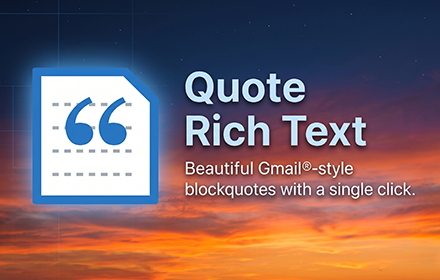 “
Quote
Rich Text
Beautiful Gmail®-style
blockquotes with a single click.